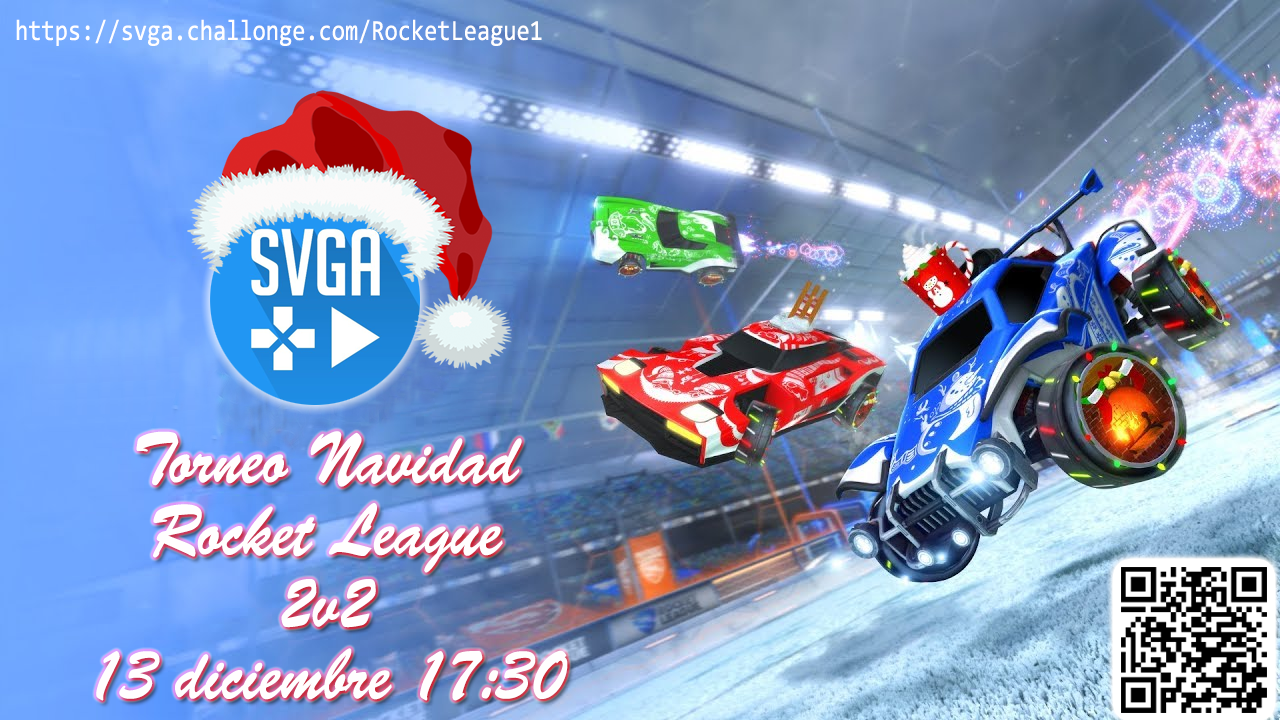 https://svga.challonge.com/RocketLeague1
SVGA
Torneo Navidad
Rocket League
2v2
13 diciembre 17:30